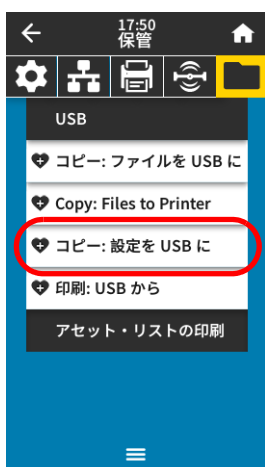 17:50
保管
USB
コピー: ファイルを USB に
Copy: Files to Printer
コピー: 設定を USB に
印刷: USB から
アセット・リストの印刷